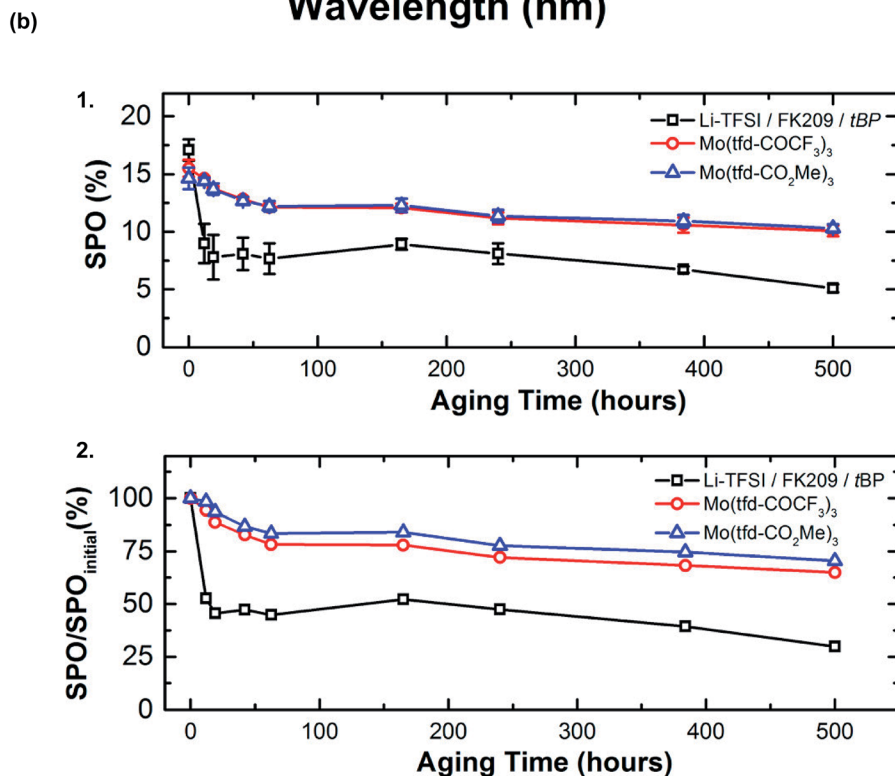 Wavelength (nm)
(b)
1.
20
15
10
5
0
SPO (%)
Li-TFSI / FK209 / tBP
Mo(tfd-COCF3)3
Mo(tfd-CO2Me)3
0 100 200 300 400 500
Aging Time (hours)
2.
100
75
50
25
0
SPO/SPOinitial(%)
Li-TFSI / FK209 / tBP
Mo(tfd-COCF3)3
Mo(tfd-CO2Me)3
0 100 200 300 400 500
Aging Time (hours)